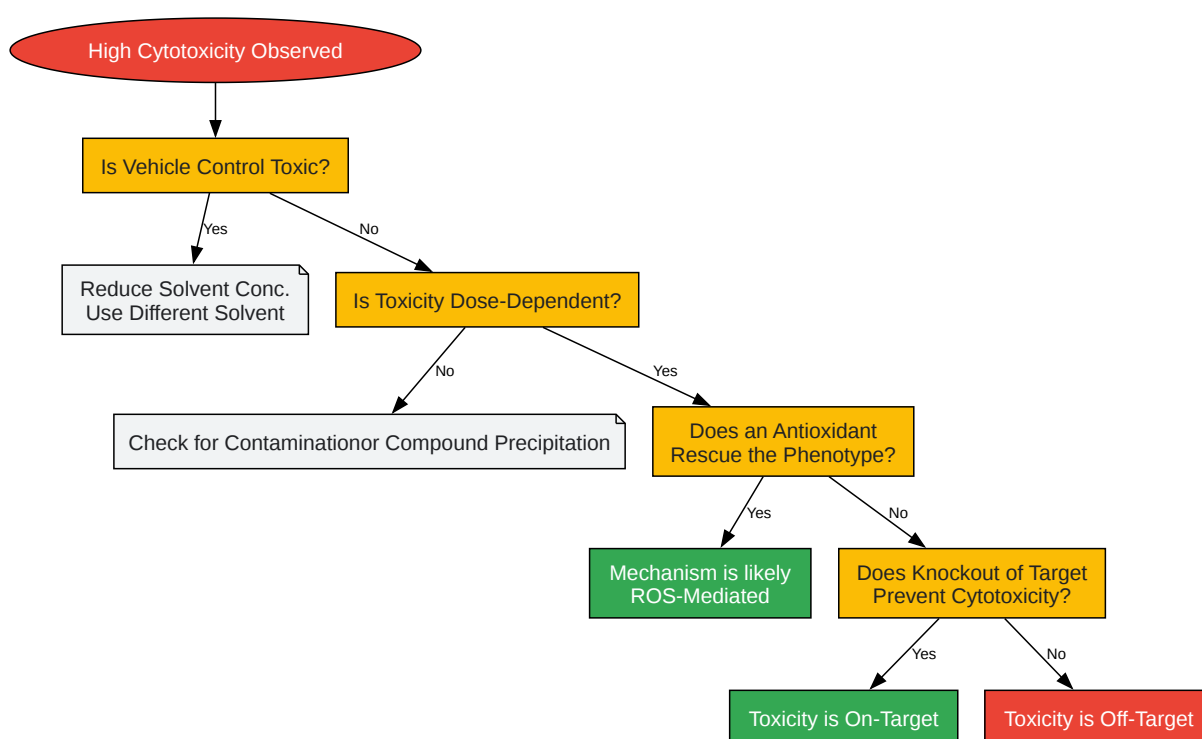 High Cytotoxicity Observed
Is Vehicle Control Toxic?
Yes
No
Reduce Solvent Conc.
Use Different Solvent
Is Toxicity Dose-Dependent?
No
Yes
Check for Contaminationor Compound Precipitation
Does an Antioxidant
Rescue the Phenotype?
Yes
No
Mechanism is likely
ROS-Mediated
Does Knockout of Target
Prevent Cytotoxicity?
Yes
No
Toxicity is On-Target
Toxicity is Off-Target